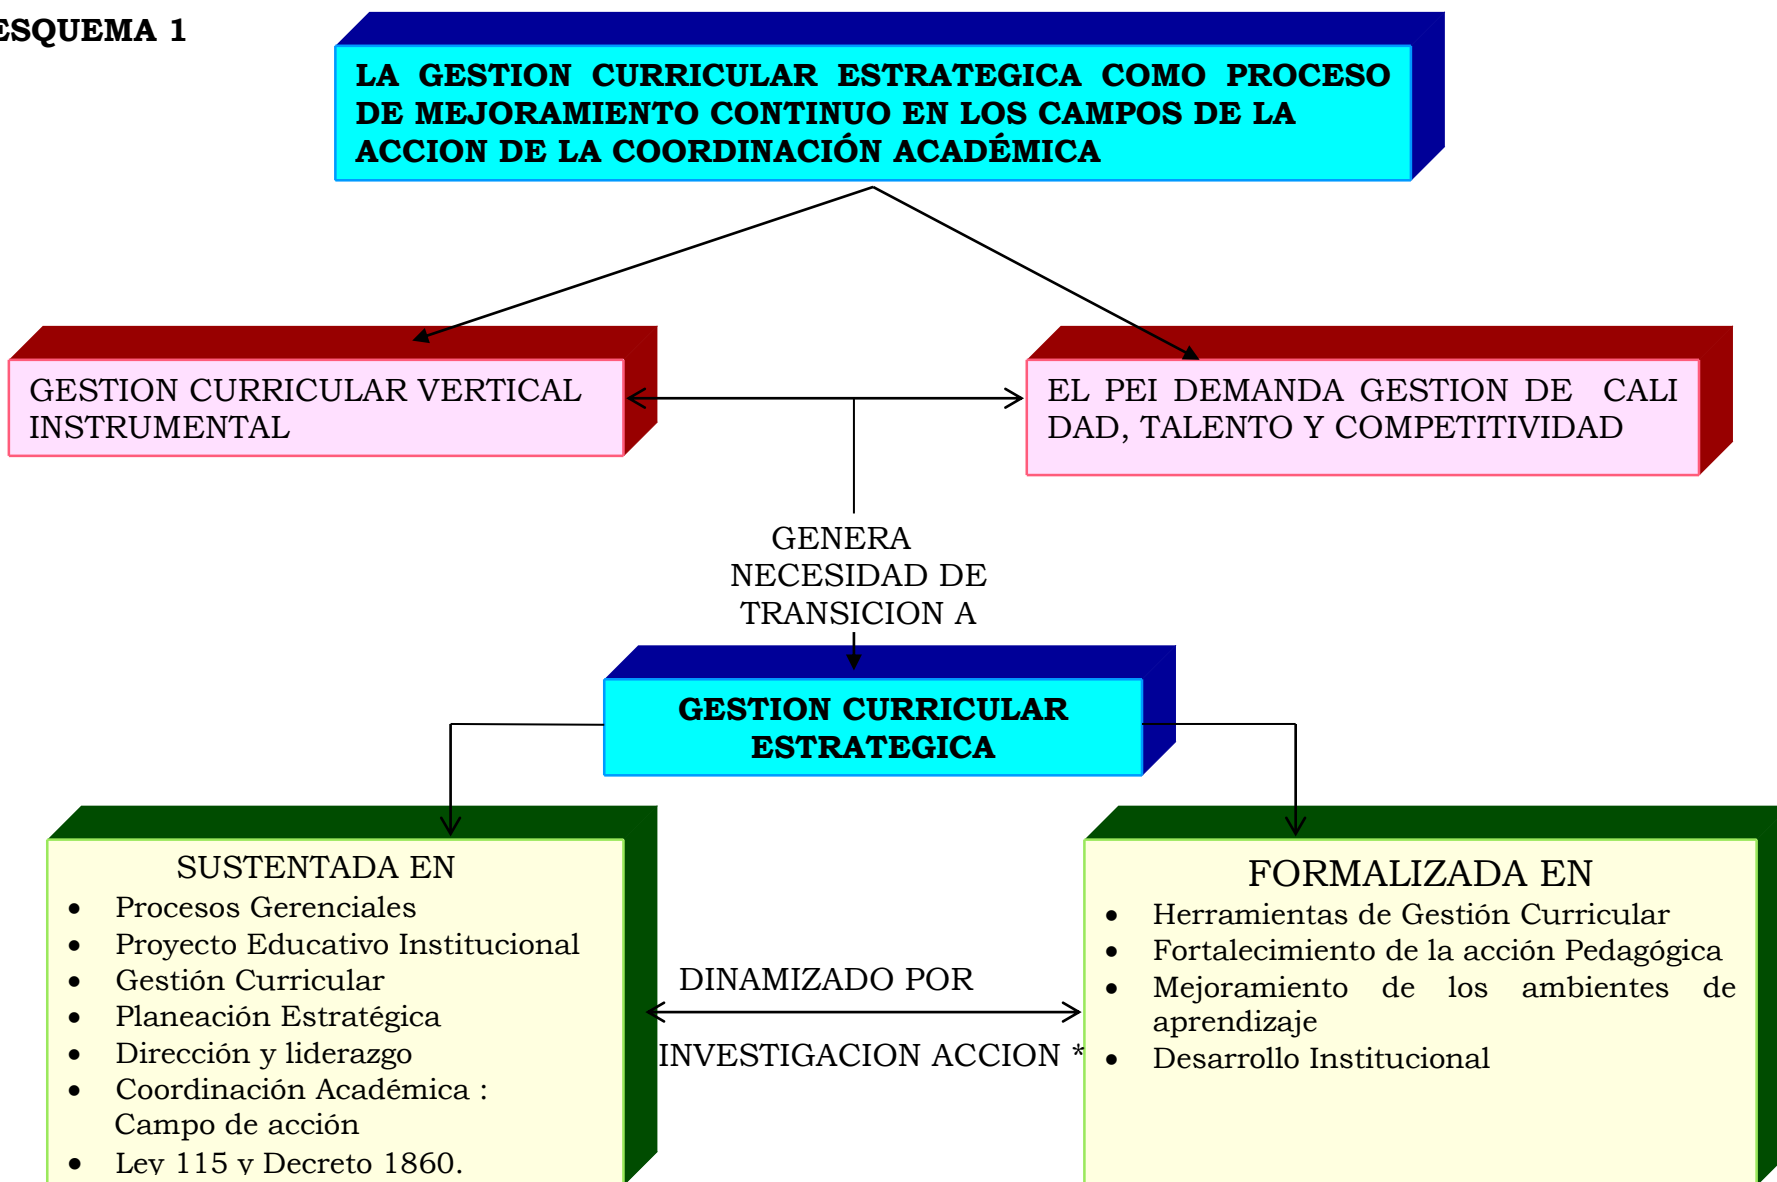 ESQUEMA 1
LA GESTION CURRICULAR ESTRATEGICA COMO PROCESO
DE MEJORAMIENTO CONTINUO EN LOS CAMPOS DE LA
ACCION DE LA COORDINACIÓN ACADÉMICA
GESTION CURRICULAR VERTICAL
INSTRUMENTAL
EL PEI DEMANDA GESTION DE CALI
DAD, TALENTO Y COMPETITIVIDAD
GENERA
NECESIDAD DE
TRANSICION A
GESTION CURRICULAR
ESTRATEGICA
SUSTENTADA EN
• Procesos Gerenciales
• Proyecto Educativo Institucional
• Gestión Curricular
• Planeación Estratégica
• Dirección y liderazgo
• Coordinación Académica :
Campo de acción
• Ley 115 y Decreto 1860.
DINAMIZADO POR
INVESTIGACION ACCION *
FORMALIZADA EN
• Herramientas de Gestión Curricular
• Fortalecimiento de la acción Pedagógica
• Mejoramiento de los ambientes de
aprendizaje
• Desarrollo Institucional